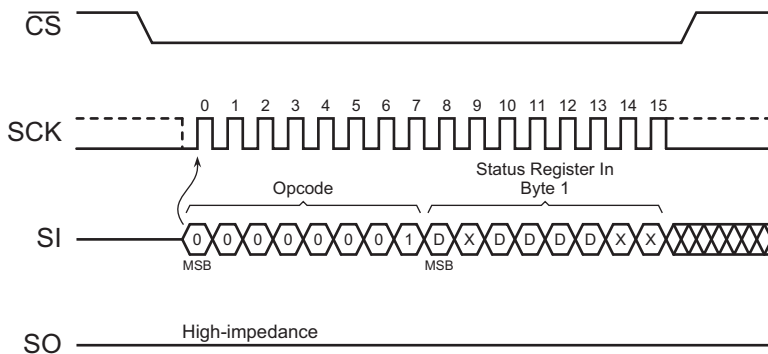 CS
0 1 2 3 4 5 6 7 8 9 10 11 12 13 14 15
SCK
Status Register In
Opcode
Byte 1
SI
0 0 0 0 0 0 0 1 D X D D D D X X
MSB MSB
High-impedance
SO